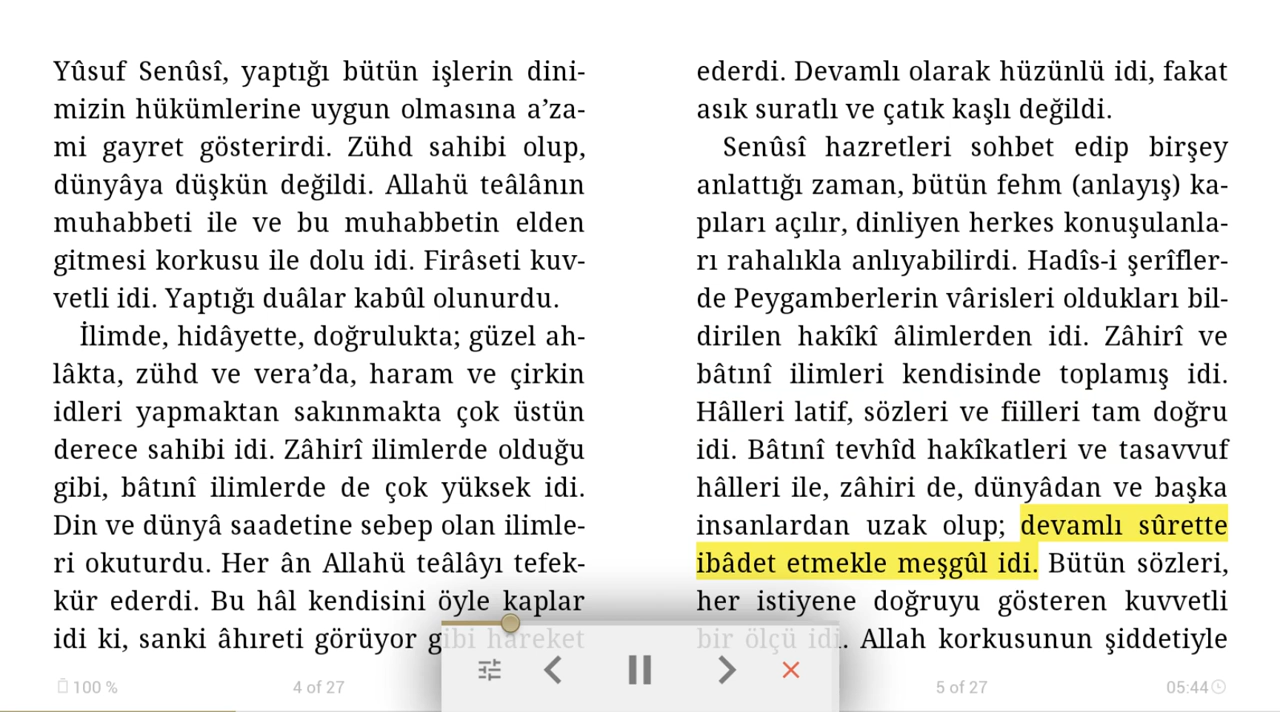 Yûsuf Senûsî, yaptığı bütün işlerin dini-
mizin hükümlerine uygun olmasına a’za-
mi gayret gösterirdi. Zühd sahibi olup,
dünyâya düşkün değildi. Allahü teâlânın
muhabbeti ile ve bu muhabbetin elden
gitmesi korkusu ile dolu idi. Firâseti kuv-
vetli idi. Yaptığı duâlar kabûl olunurdu.
İlimde, hidâyette, doğrulukta; güzel ah-
lâkta, zühd ve vera’da, haram ve çirkin
idleri yapmaktan sakınmakta çok üstün
derece sahibi idi. Zâhirî ilimlerde olduğu
gibi, bâtınî ilimlerde de çok yüksek idi.
Din ve dünyâ saadetine sebep olan ilimle-
ri okuturdu. Her ân Allahü teâlâyı tefek-
kür ederdi. Bu hâl kendisini öyle kaplar
idi ki, sanki âhıreti görüyor gibi hareket
ederdi. Devamlı olarak hüzünlü idi, fakat
asık suratlı ve çatık kaşlı değildi.
Senûsî hazretleri sohbet edip birşey
anlattığı zaman, bütün fehm (anlayış) ka-
pıları açılır, dinliyen herkes konuşulanla-
rı rahalıkla anlıyabilirdi. Hadîs-i şerîfler-
de Peygamberlerin vârisleri oldukları bil-
dirilen hakîkî âlimlerden idi. Zâhirî ve
bâtınî ilimleri kendisinde toplamış idi.
Hâlleri latif, sözleri ve fiilleri tam doğru
idi. Bâtınî tevhîd hakîkatleri ve tasavvuf
hâlleri ile, zâhiri de, dünyâdan ve başka
insanlardan uzak olup; devamlı sûrette
ibâdet etmekle meşgûl idi. Bütün sözleri,
her istiyene doğruyu gösteren kuvvetli
bir ölçü idi. Allah korkusunun şiddetiyle
100 %
4 of 27
5 of 27
05:44